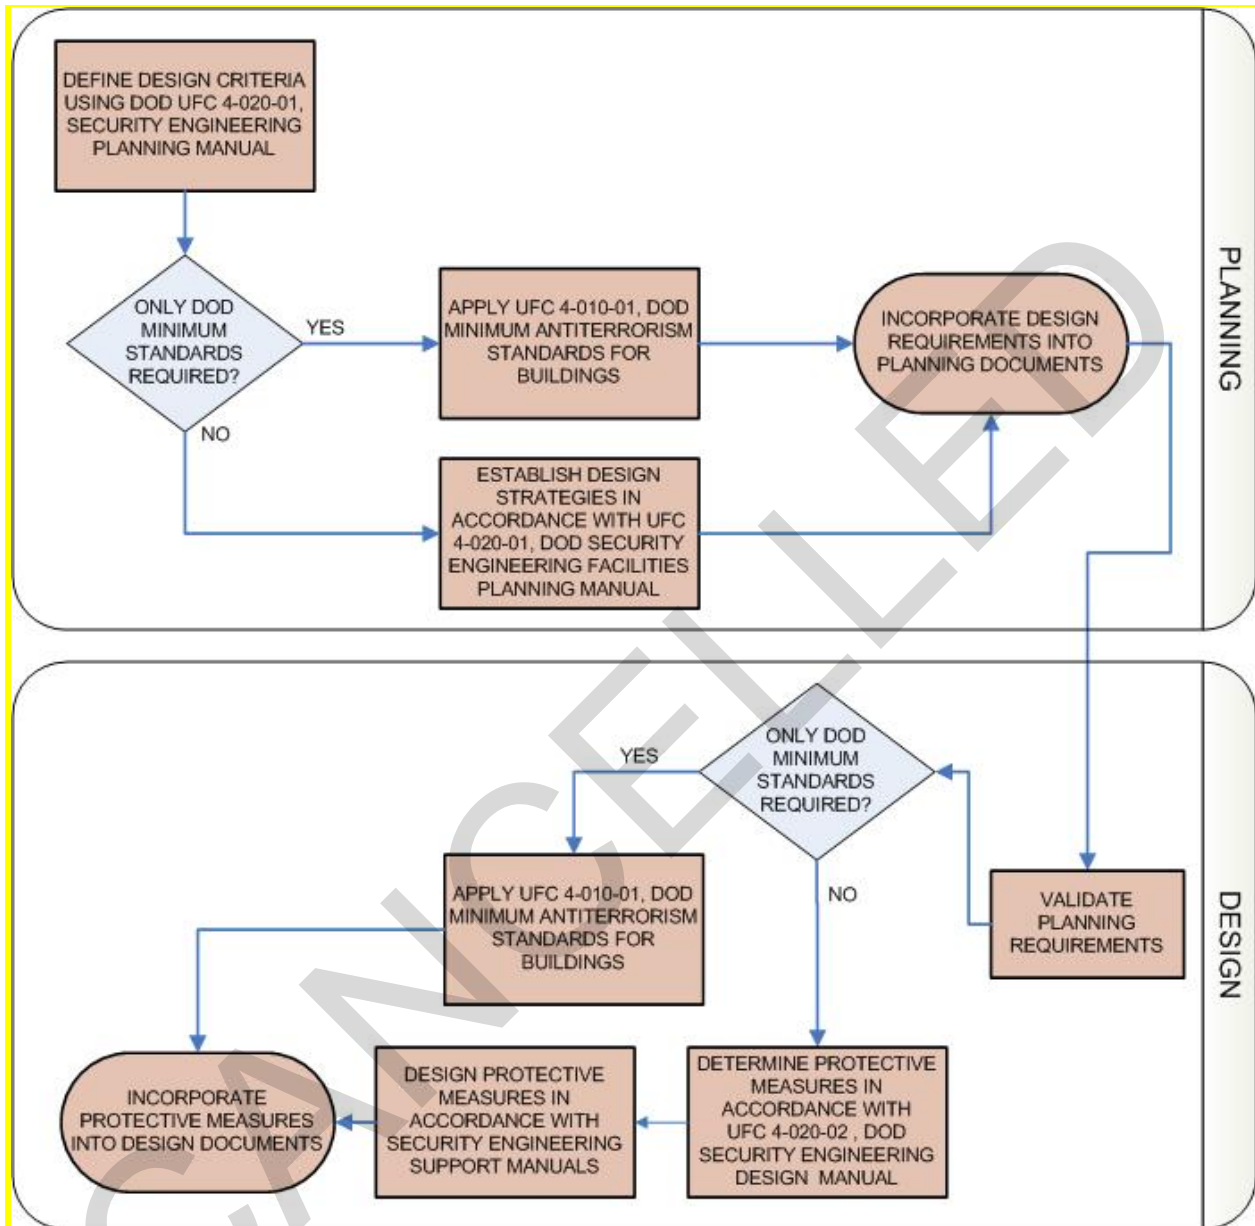 DEFINE DESIGN CRITERIA
USING DOD UFC 4-020-01,
SECURITY ENGINEERING
PLANNING MANUAL
ONLY DOD
MINIMUM
STANDARDS
REQUIRED?
YES
NO
APPLY UFC 4-010-01, DOD
MINIMUM ANTITERRORISM
STANDARDS FOR
BUILDINGS
INCORPORATE DESIGN
REQUIREMENTS INTO
PLANNING DOCUMENTS
ESTABLISH DESIGN
STRATEGIES IN
ACCORDANCE WITH UFC
4-020-01, DOD SECURITY
ENGINEERING FACILITIES
PLANNING MANUAL
PLANNING
VALIDATE
PLANNING
REQUIREMENTS
ONLY DOD
MINIMUM
STANDARDS
REQUIRED?
YES
NO
APPLY UFC 4-010-01, DOD
MINIMUM ANTITERRORISM
STANDARDS FOR
BUILDINGS
DETERMINE PROTECTIVE
MEASURES IN
ACCORDANCE WITH
UFC 4-020-02 , DOD
SECURITY ENGINEERING
DESIGN MANUAL
DESIGN PROTECTIVE
MEASURES IN
ACCORDANCE WITH
SECURITY ENGINEERING
SUPPORT MANUALS
INCORPORATE
PROTECTIVE MEASURES
INTO DESIGN DOCUMENTS
DESIGN
CANCELLED